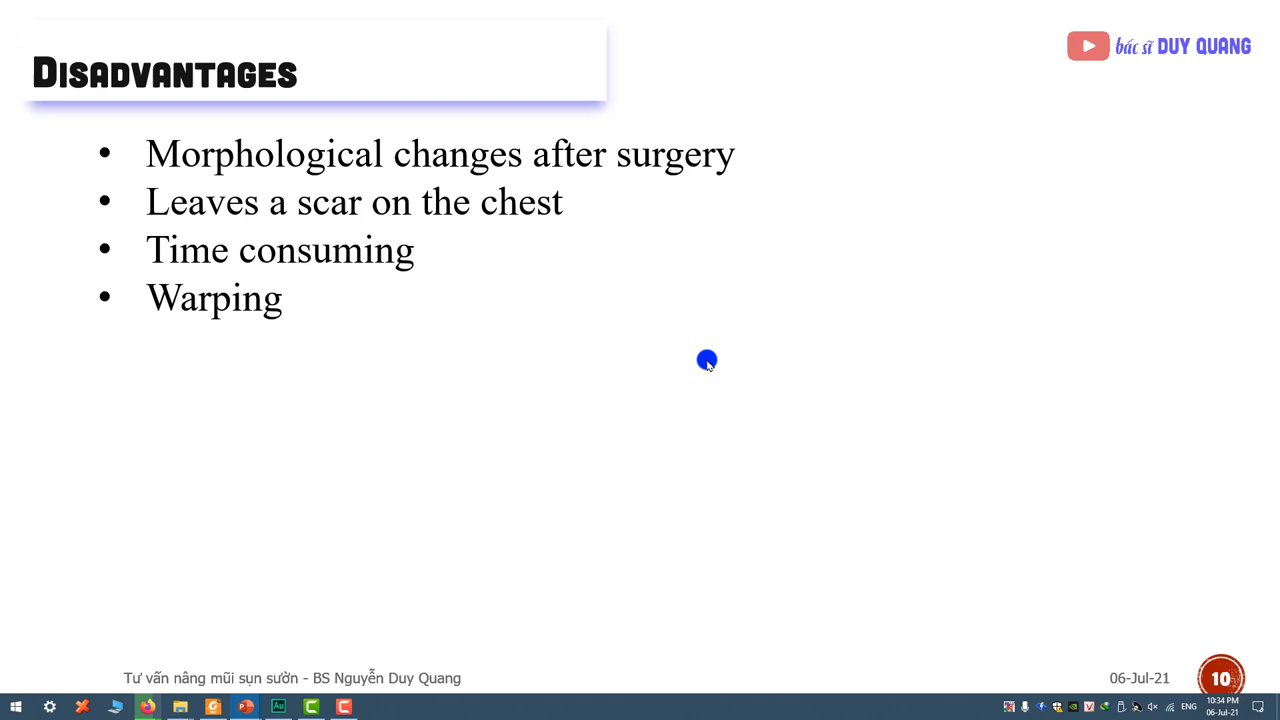 Disadvantages
bác sĩ DUY QUANG
• Morphological changes after surgery
• Leaves a scar on the chest
• Time consuming
• Warping
Tư vấn nâng mũi sụn sườn - BS Nguyễn Duy Quang
06-Jul-21
10
Au
ENG
10:34 PM
06-Jul-21